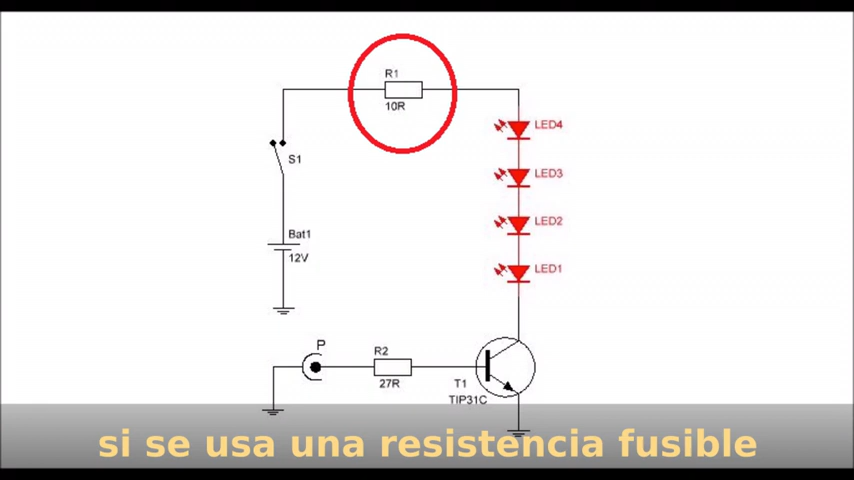 R1
10R
LED4
S1
LED3
LED2
Bat1
12V
LED1
P
R2
27R
T1
TIP31C
si se usa una resistencia fusible